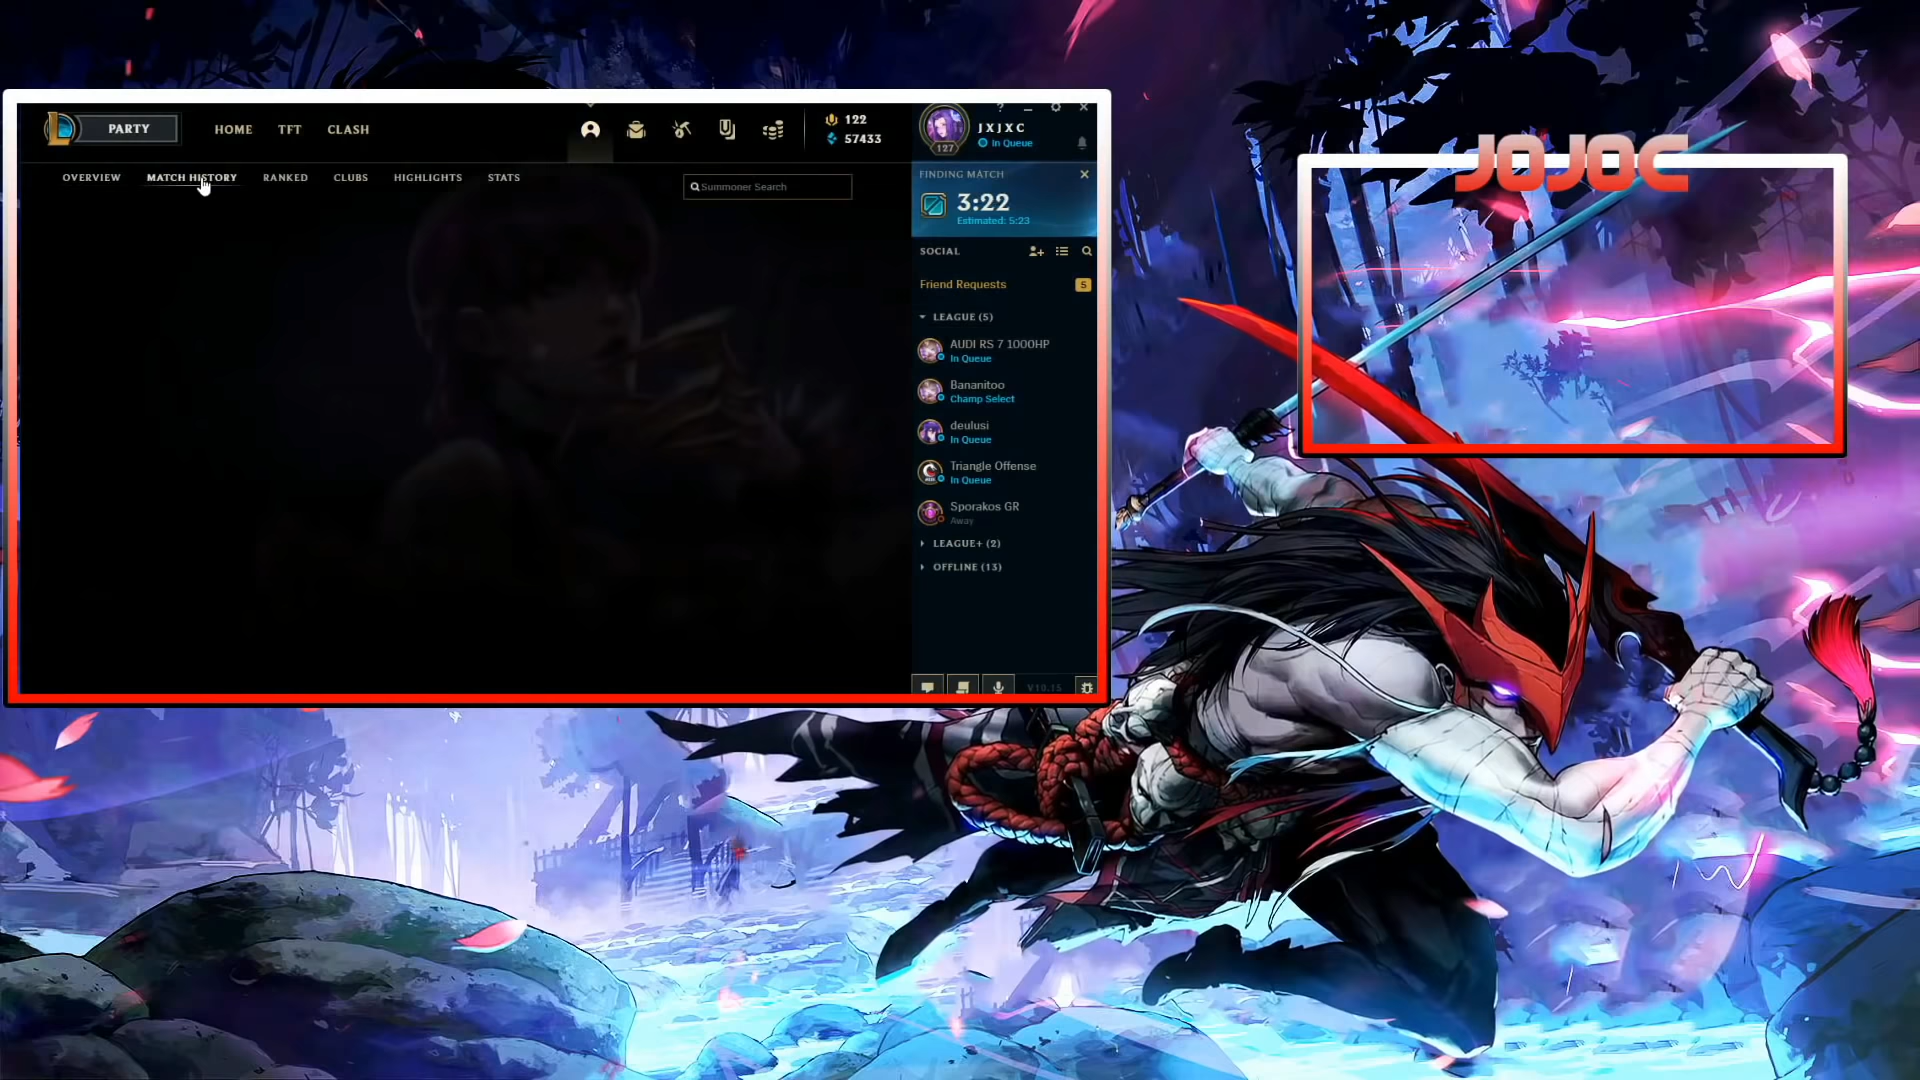 PARTY
HOME
TFT
CLASH
122
57433
127
JXJXC
In Queue
OVERVIEW
MATCH HISTORY
RANKED
CLUBS
HIGHLIGHTS
STATS
Summoner Search
FINDING MATCH
3:22
Estimated: 5:23
SOCIAL
Friend Requests
5
LEAGUE (5)
AUDI RS 7 1000HP
In Queue
Bananitoo
Champ Select
deulusi
In Queue
Triangle Offense
In Queue
Sporakos GR
Away
LEAGUE+ (2)
OFFLINE (13)
V10.15
JOJOC